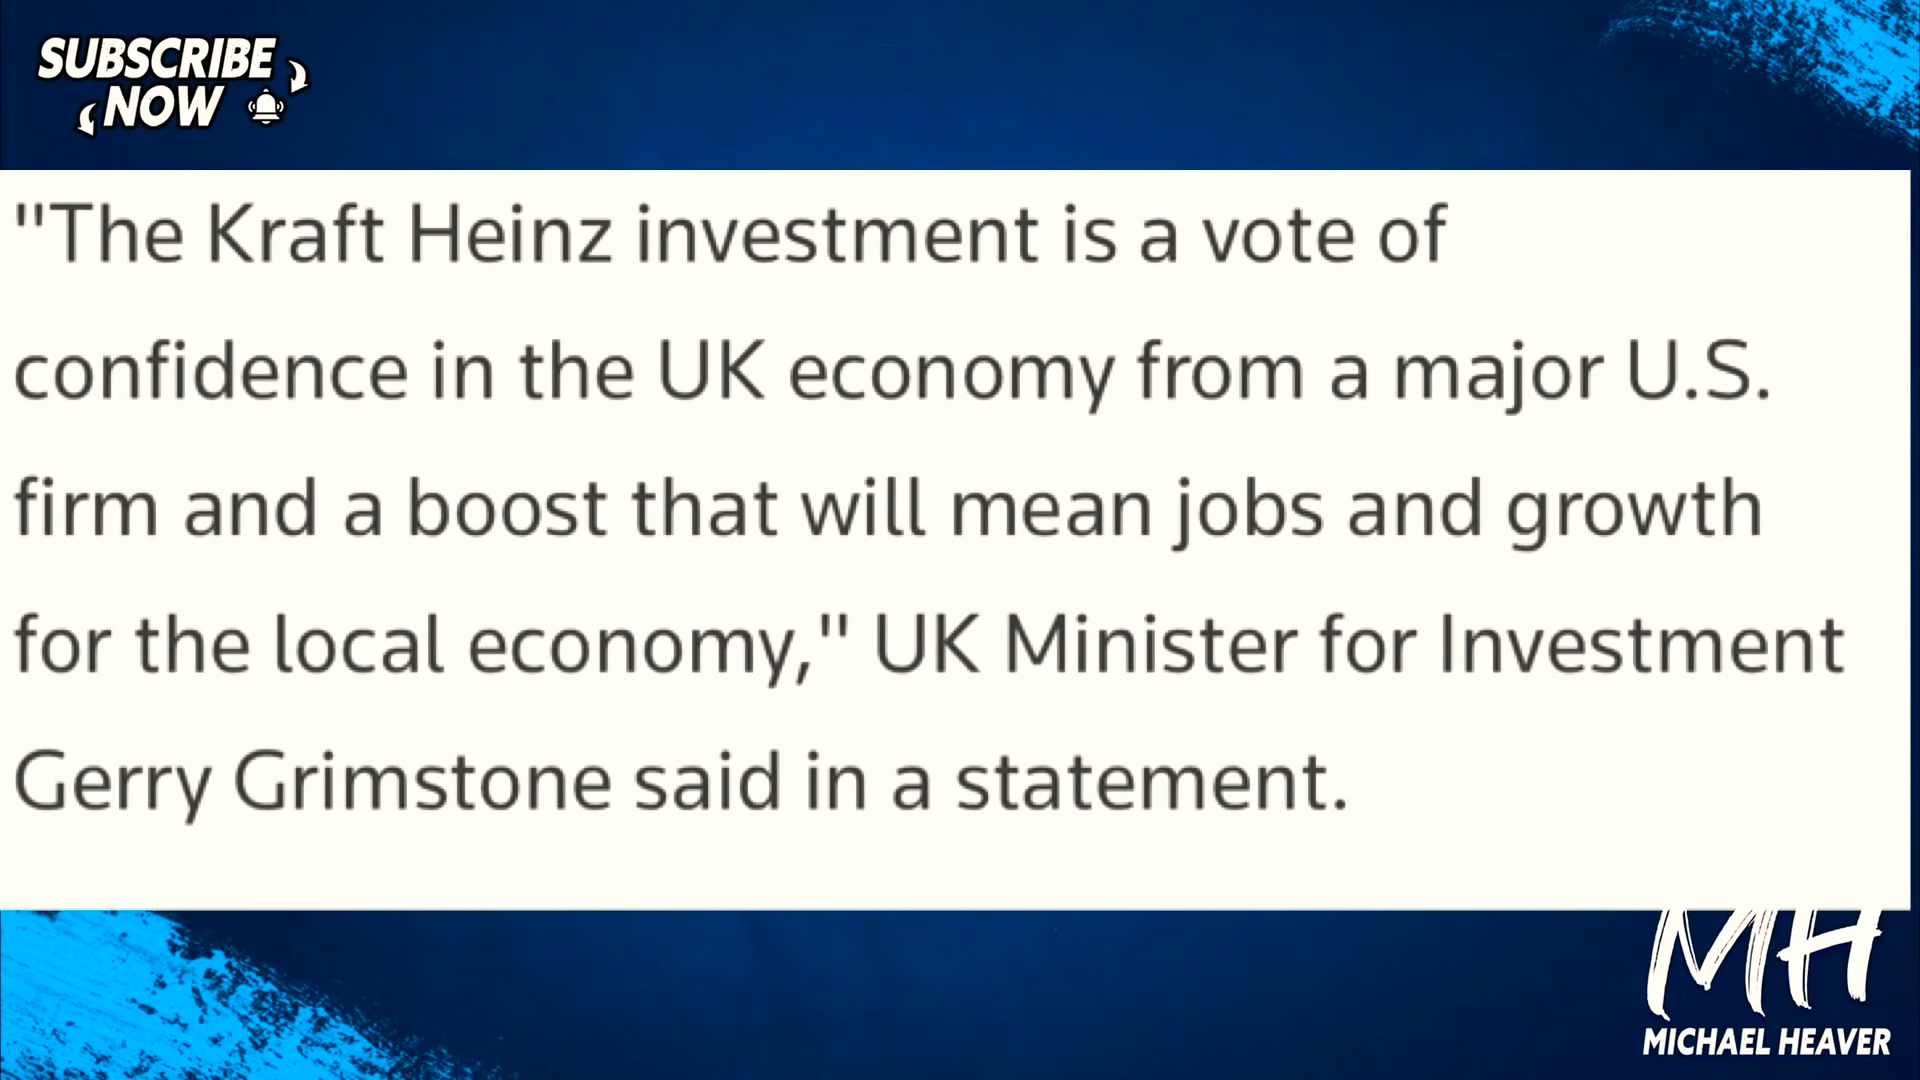 SUBSCRIBE
NOW
"The Kraft Heinz investment is a vote of
confidence in the UK economy from a major U.S.
firm and a boost that will mean jobs and growth
for the local economy," UK Minister for Investment
Gerry Grimstone said in a statement.
MH
MICHAEL HEAVER